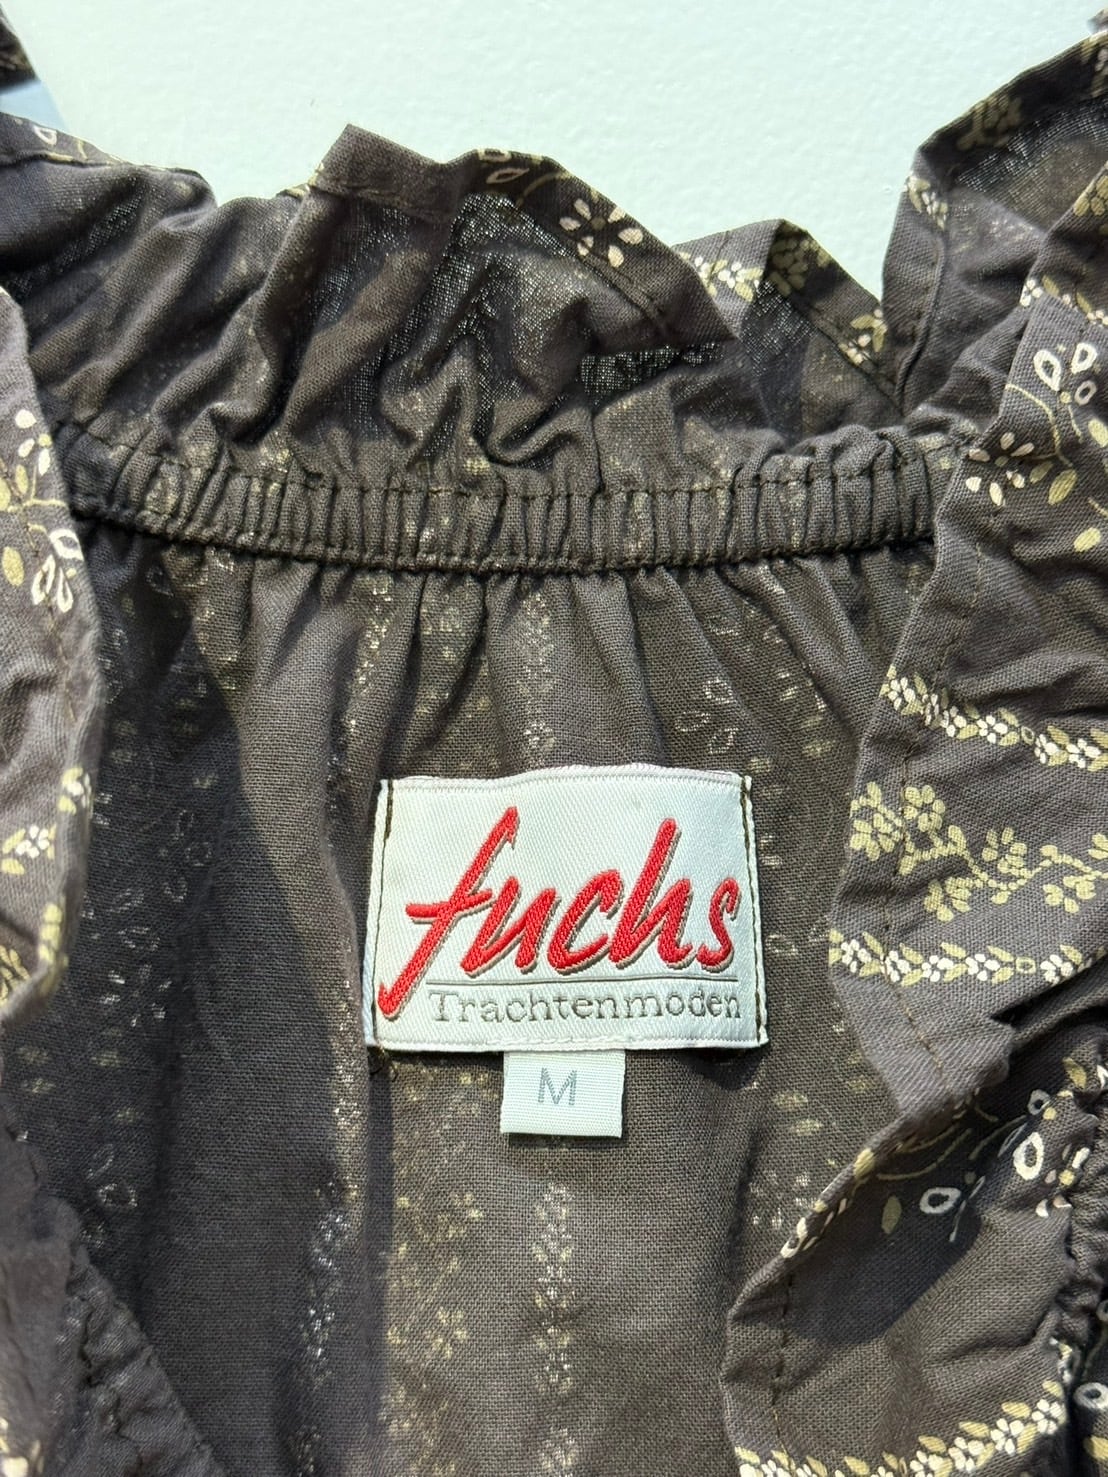 fuchs
Trachtenmoden
M